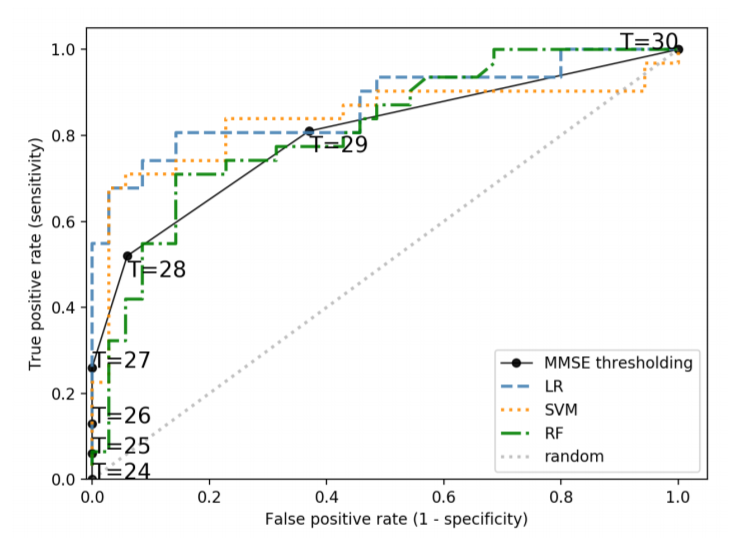 T=30
T=29
T=28
T=27
T=26
T=25
T=24
1.0
0.8
0.6
0.4
0.2
0.0
True positive rate (sensitivity)
0.0 0.2 0.4 0.6 0.8 1.0
False positive rate (1 - specificity)
MMSE thresholding
LR
SVM
RF
random